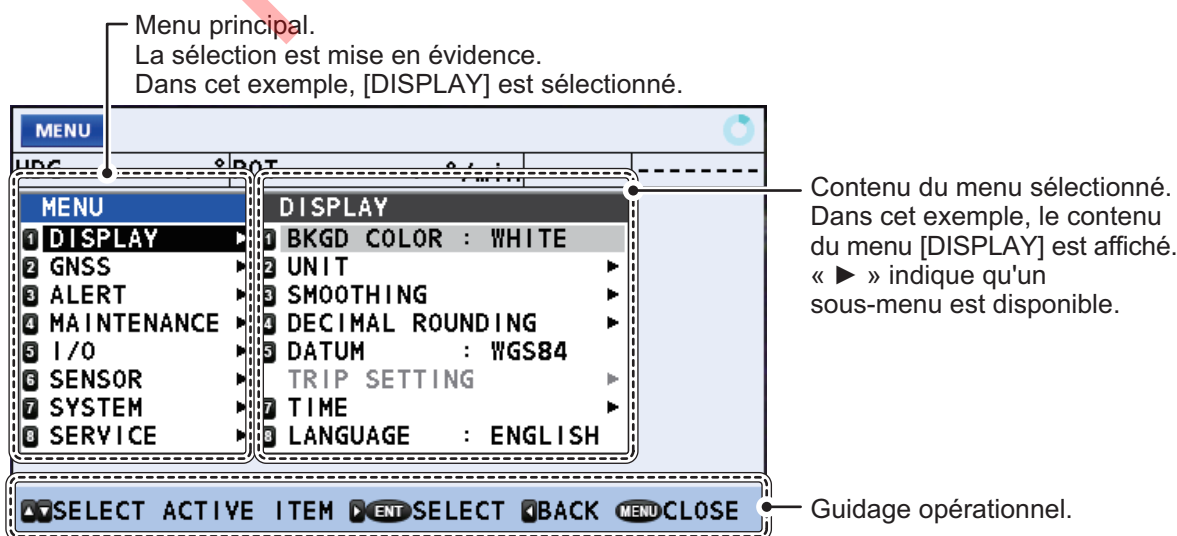 Menu principal.
La sélection est mise en évidence.
Dans cet exemple, [DISPLAY] est sélectionné.
MENU
HDG ° ROT °/min
MENU
1 DISPLAY ►
2 GNSS ►
3 ALERT ►
4 MAINTENANCE ►
5 I/O ►
6 SENSOR ►
7 SYSTEM ►
8 SERVICE ►
DISPLAY
1 BKGD COLOR : WHITE
2 UNIT ►
3 SMOOTHING ►
4 DECIMAL ROUNDING ►
5 DATUM : WGS84
TRIP SETTING ►
7 TIME ►
8 LANGUAGE : ENGLISH
Contenu du menu sélectionné.
Dans cet exemple, le contenu
du menu [DISPLAY] est affiché.
« ► » indique qu'un
sous-menu est disponible.
▲▼SELECT ACTIVE ITEM ►ENT SELECT ◄BACK MENU CLOSE
Guidage opérationnel.